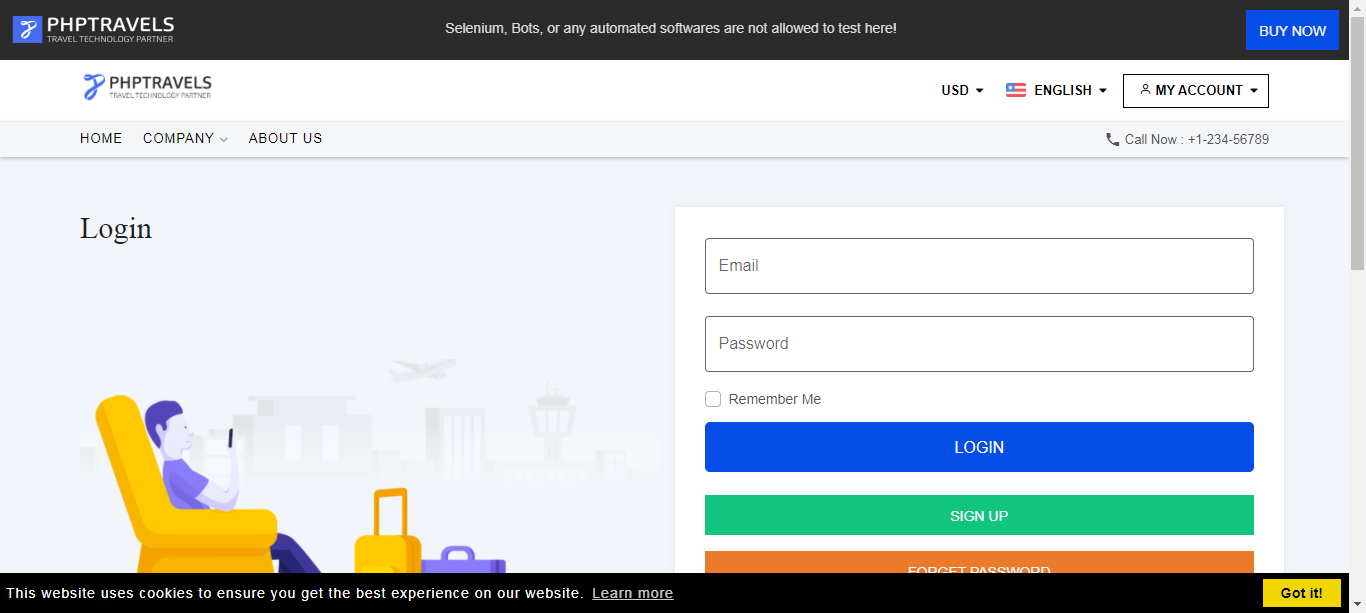 PHPTRAVELS
TRAVEL TECHNOLOGY PARTNER
Selenium, Bots, or any automated softwares are not allowed to test here!
BUY NOW
PHPTRAVELS
TRAVEL TECHNOLOGY PARTNER
USD
ENGLISH
MY ACCOUNT
HOME
COMPANY
ABOUT US
Call Now : +1-234-56789
Login
Email
Password
Remember Me
LOGIN
SIGN UP
FORGET PASSWORD
This website uses cookies to ensure you get the best experience on our website. Learn more
Got it!